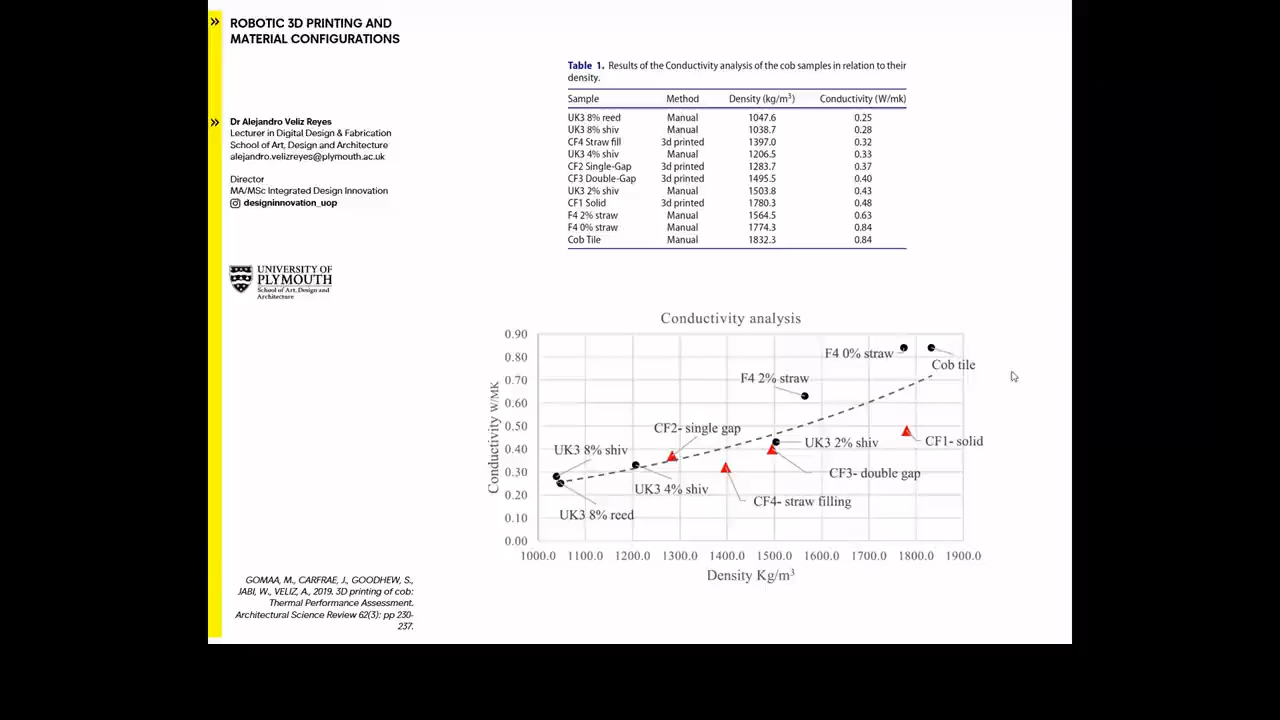 »
ROBOTIC 3D PRINTING AND
MATERIAL CONFIGURATIONS
»
Dr Alejandro Veliz Reyes
Lecturer in Digital Design & Fabrication
School of Art, Design and Architecture
alejandro.velizreyes@plymouth.ac.uk
Director
MA/MSc Integrated Design Innovation
designinnovation_uop
UNIVERSITY OF
PLYMOUTH
School of Art, Design and
Architecture
GOMAA, M., CARFRAE, J., GOODHEW, S.,
JABI, W., VELIZ, A., 2019. 3D printing of cob:
Thermal Performance Assessment.
Architectural Science Review 62(3): pp 230-
237.
Table 1. Results of the Conductivity analysis of the cob samples in relation to their
density.
Sample Method Density (kg/m³) Conductivity (W/mk)
UK3 8% reed Manual 1047.6 0.25
UK3 8% shiv Manual 1038.7 0.28
CF4 Straw fill 3d printed 1397.0 0.32
UK3 4% shiv Manual 1206.5 0.33
CF2 Single-Gap 3d printed 1283.7 0.37
CF3 Double-Gap 3d printed 1495.5 0.40
UK3 2% shiv Manual 1503.8 0.43
CF1 Solid 3d printed 1780.3 0.48
F4 2% straw Manual 1564.5 0.63
F4 0% straw Manual 1774.3 0.84
Cob Tile Manual 1832.3 0.84
Conductivity analysis
Conductivity W/MK
0.90
0.80
0.70
0.60
0.50
0.40
0.30
0.20
0.10
0.00
F4 0% straw
Cob tile
F4 2% straw
CF2- single gap
UK3 8% shiv
UK3 2% shiv
CF1- solid
CF3- double gap
UK3 4% shiv
CF4- straw filling
UK3 8% reed
1000.0 1100.0 1200.0 1300.0 1400.0 1500.0 1600.0 1700.0 1800.0 1900.0
Density Kg/m³